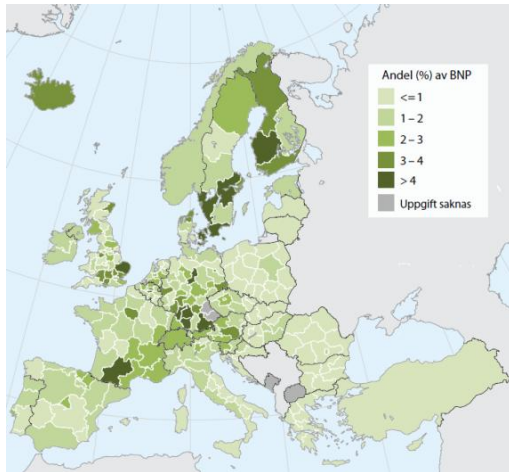 Andel (%) av BNP
<= 1
1 – 2
2 – 3
3 – 4
> 4
Uppgift saknas